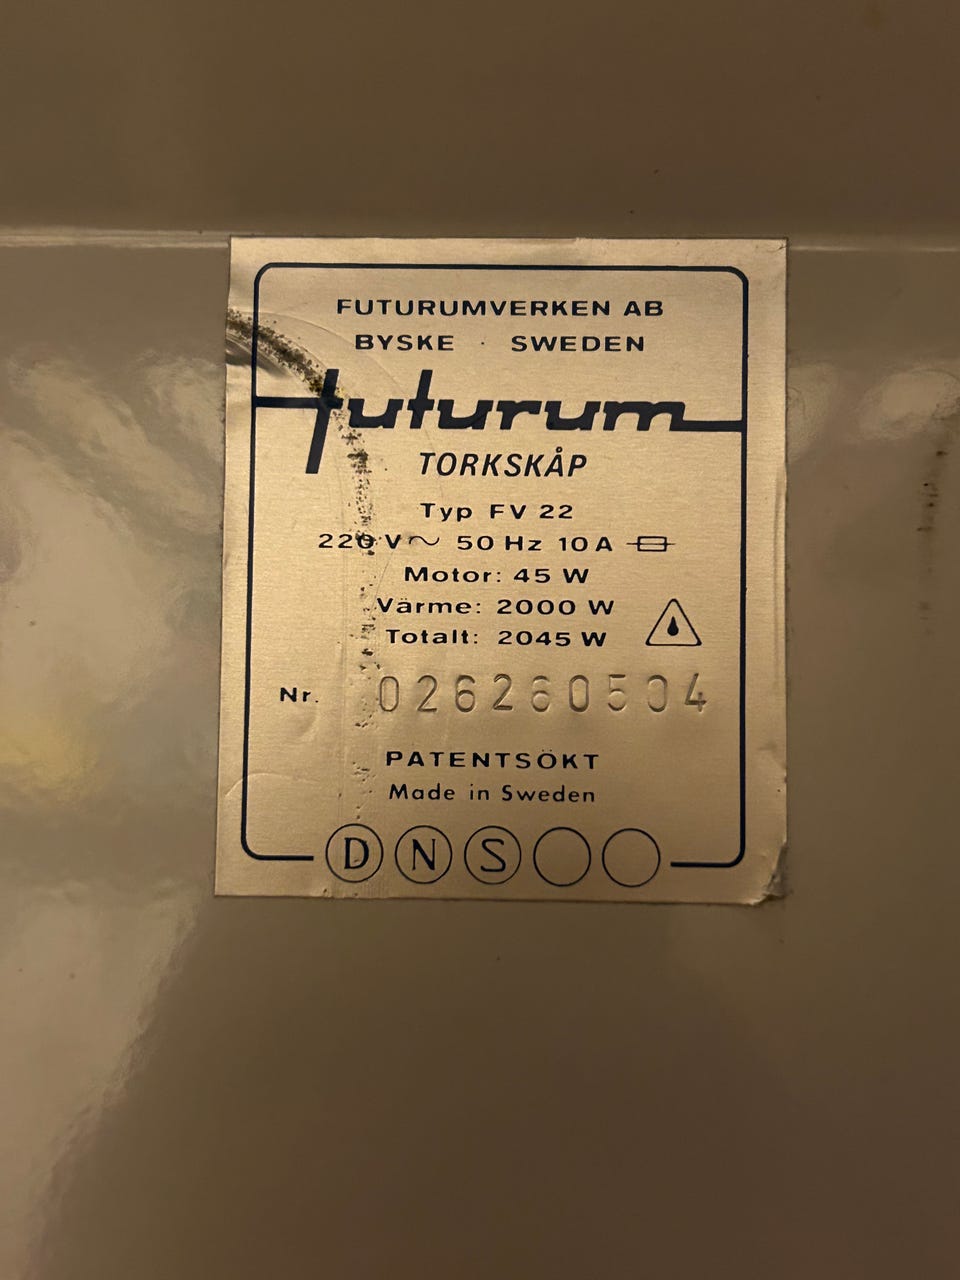 FUTURUMVERKEN AB
BYSKE · SWEDEN
futurum
TORKSKÅP
Typ FV 22
220 V~ 50 Hz 10 A
Motor: 45 W
Värme: 2000 W
Totalt: 2045 W
Nr. 026260504
PATENTSÖKT
Made in Sweden
D N S